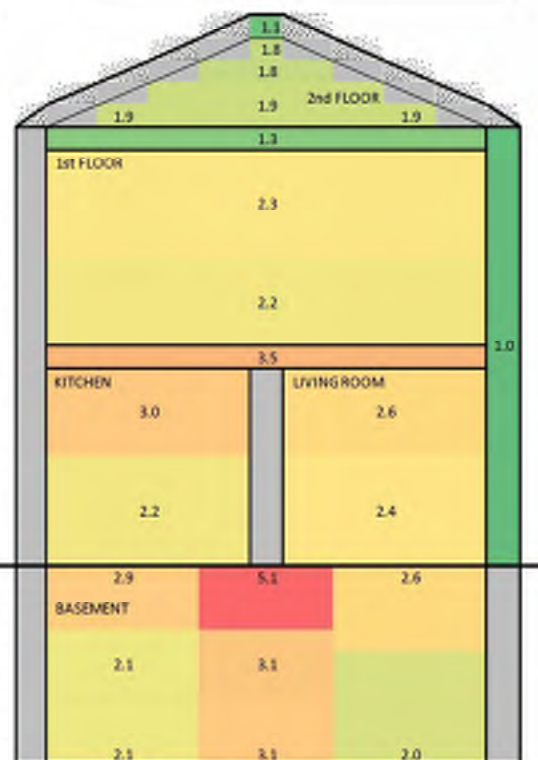 1.1
1.8
1.8
2nd FLOOR
1.9
1.9 1.9
1.3
1st FLOOR
2.3
2.2
1.0
3.5
KITCHEN LIVING ROOM
3.0 2.6
2.2 2.4
2.9 5.1 2.6
BASEMENT
2.1 3.1
2.1 3.1 2.0